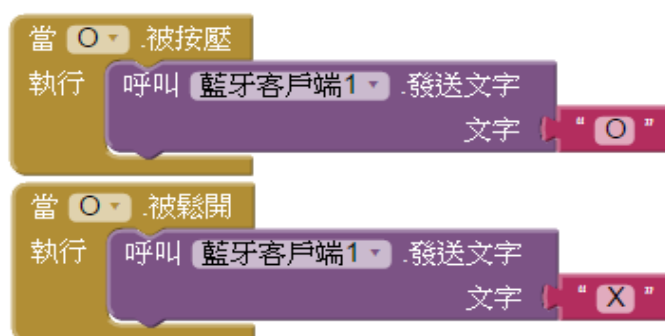 當 O .被按壓
執行 呼叫 藍牙客戶端1 .發送文字
文字 “ O ”
當 O .被鬆開
執行 呼叫 藍牙客戶端1 .發送文字
文字 “ X ”